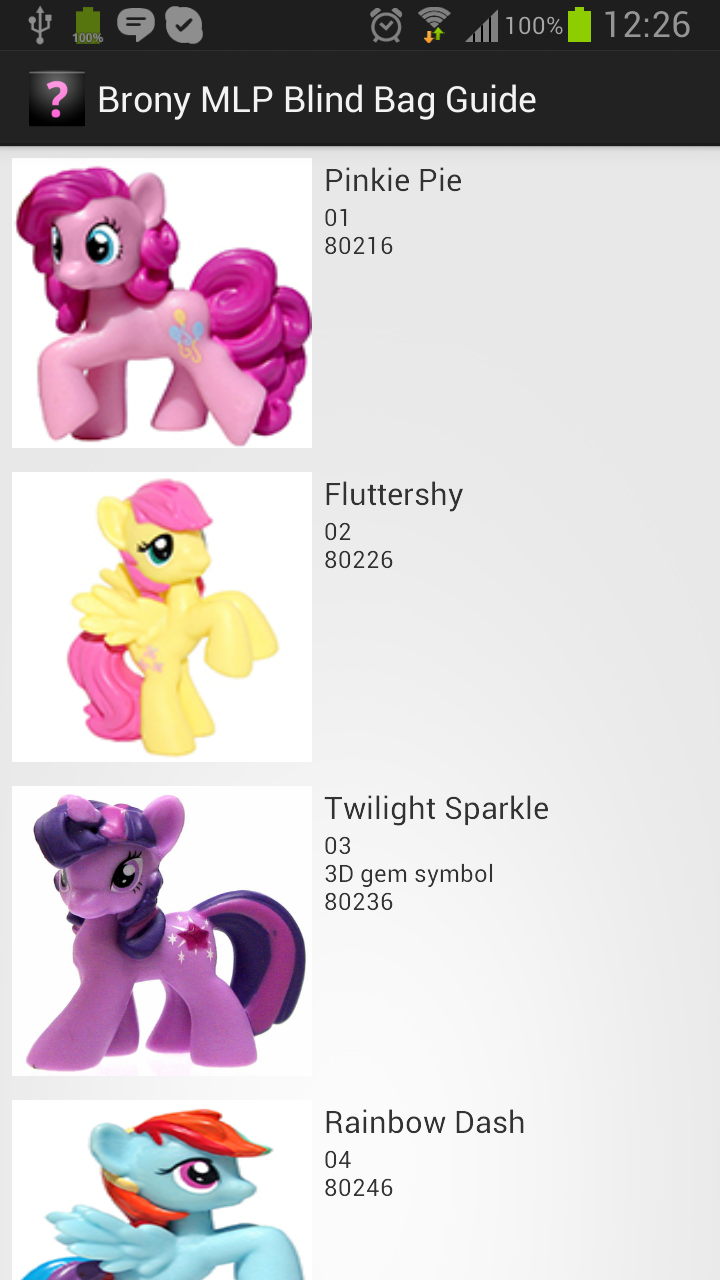 100%
100%
12:26
? Brony MLP Blind Bag Guide
Pinkie Pie
01
80216
Fluttershy
02
80226
Twilight Sparkle
03
3D gem symbol
80236
Rainbow Dash
04
80246